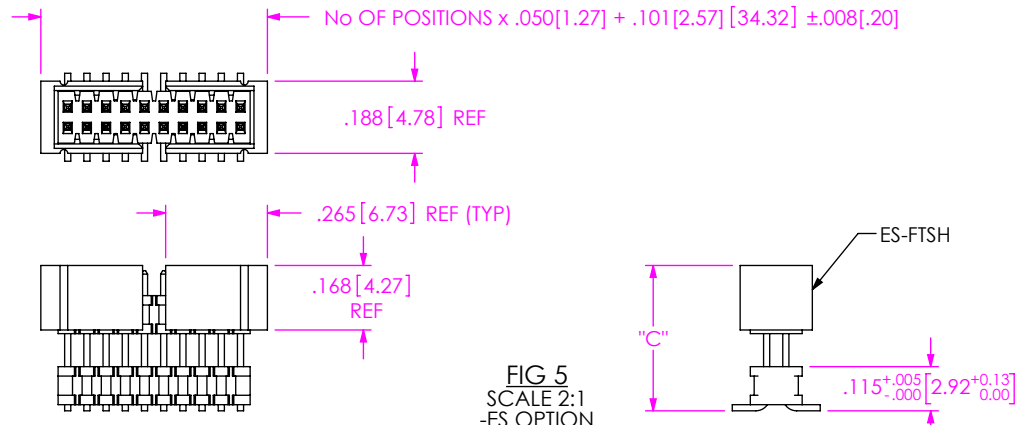 No OF POSITIONS x .050[1.27] + .101[2.57] [34.32] ±.008[.20]
.188[4.78] REF
.265[6.73] REF (TYP)
ES-FTSH
.168[4.27]
REF
"C"
.115+.005 -.000[2.92+0.13 0.00]
FIG 5
SCALE 2:1
-ES OPTION